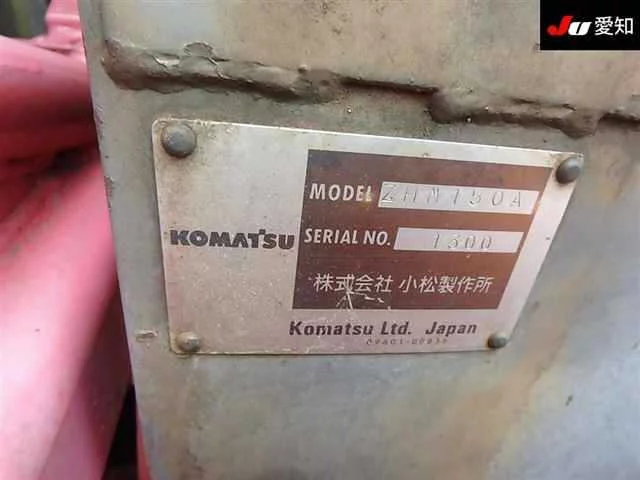 JU 愛知
MODEL ZHN150A
KOMATSU
SERIAL NO. 1300
株式会社 小松製作所
Komatsu Ltd. Japan